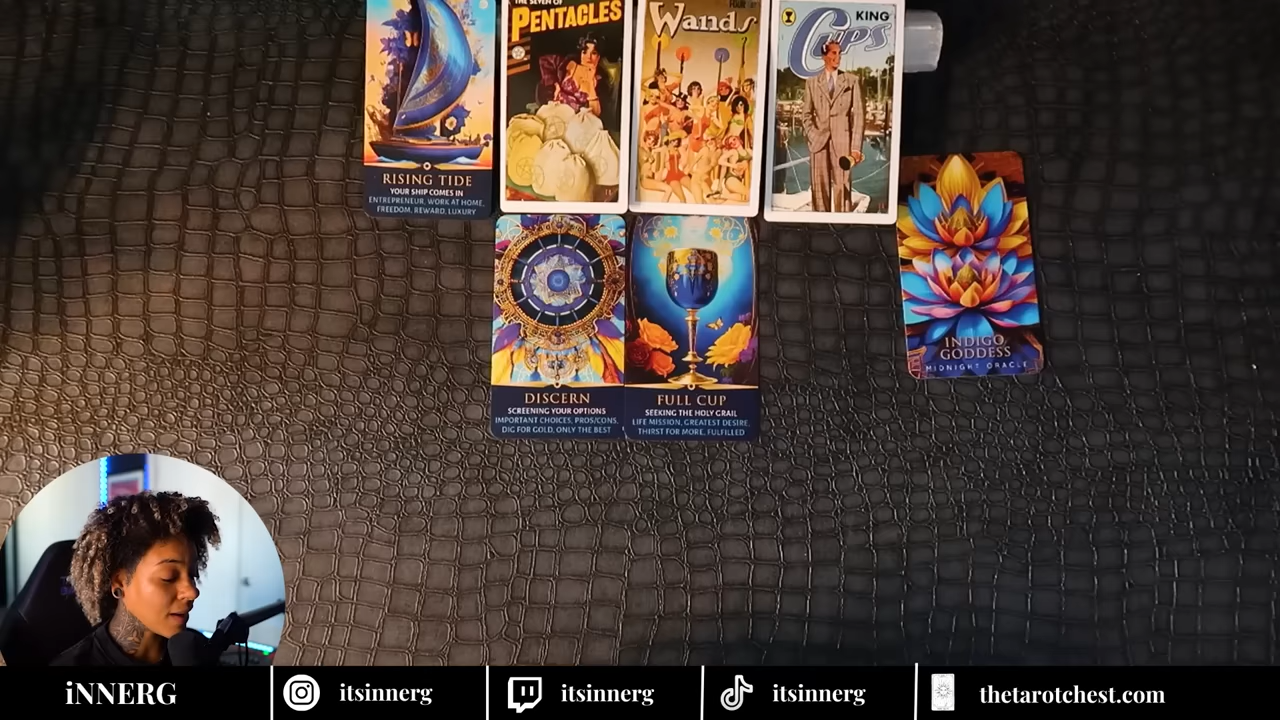 THE SEVEN OF
PENTACLES
Wands
KING
Cups
RISING TIDE
YOUR SHIP COMES IN
ENTREPRENEUR, WORK AT HOME,
FREEDOM, REWARD, LUXURY
DISCERN
SCREENING YOUR OPTIONS
IMPORTANT CHOICES, PROS/CONS,
DIG FOR GOLD, ONLY THE BEST
FULL CUP
SEEKING THE HOLY GRAIL
LIFE MISSION, GREATEST DESIRE,
THIRST FOR MORE, FULFILLED
INDIGO
GODDESS
MIDNIGHT ORACLE
iNNERG
itsinnerg
itsinnerg
itsinnerg
thetarotchest.com